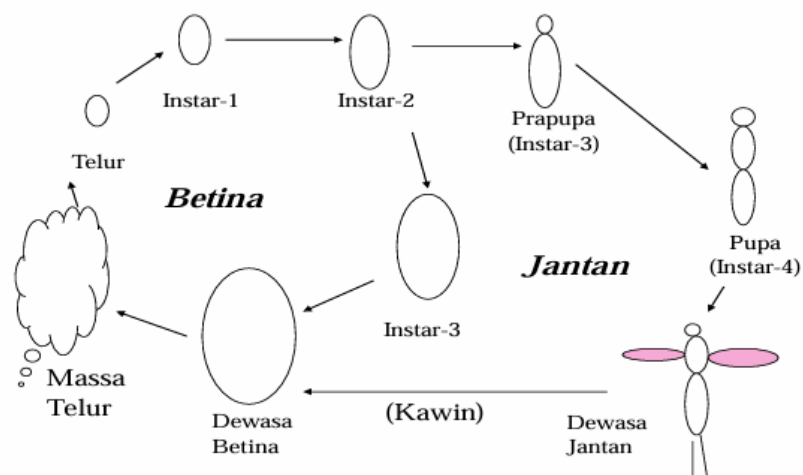 Instar-1
Instar-2
Prapupa
(Instar-3)
Telur
Betina
Pupa
(Instar-4)
Jantan
Instar-3
Massa
Telur
Dewasa
Betina
(Kawin)
Dewasa
Jantan